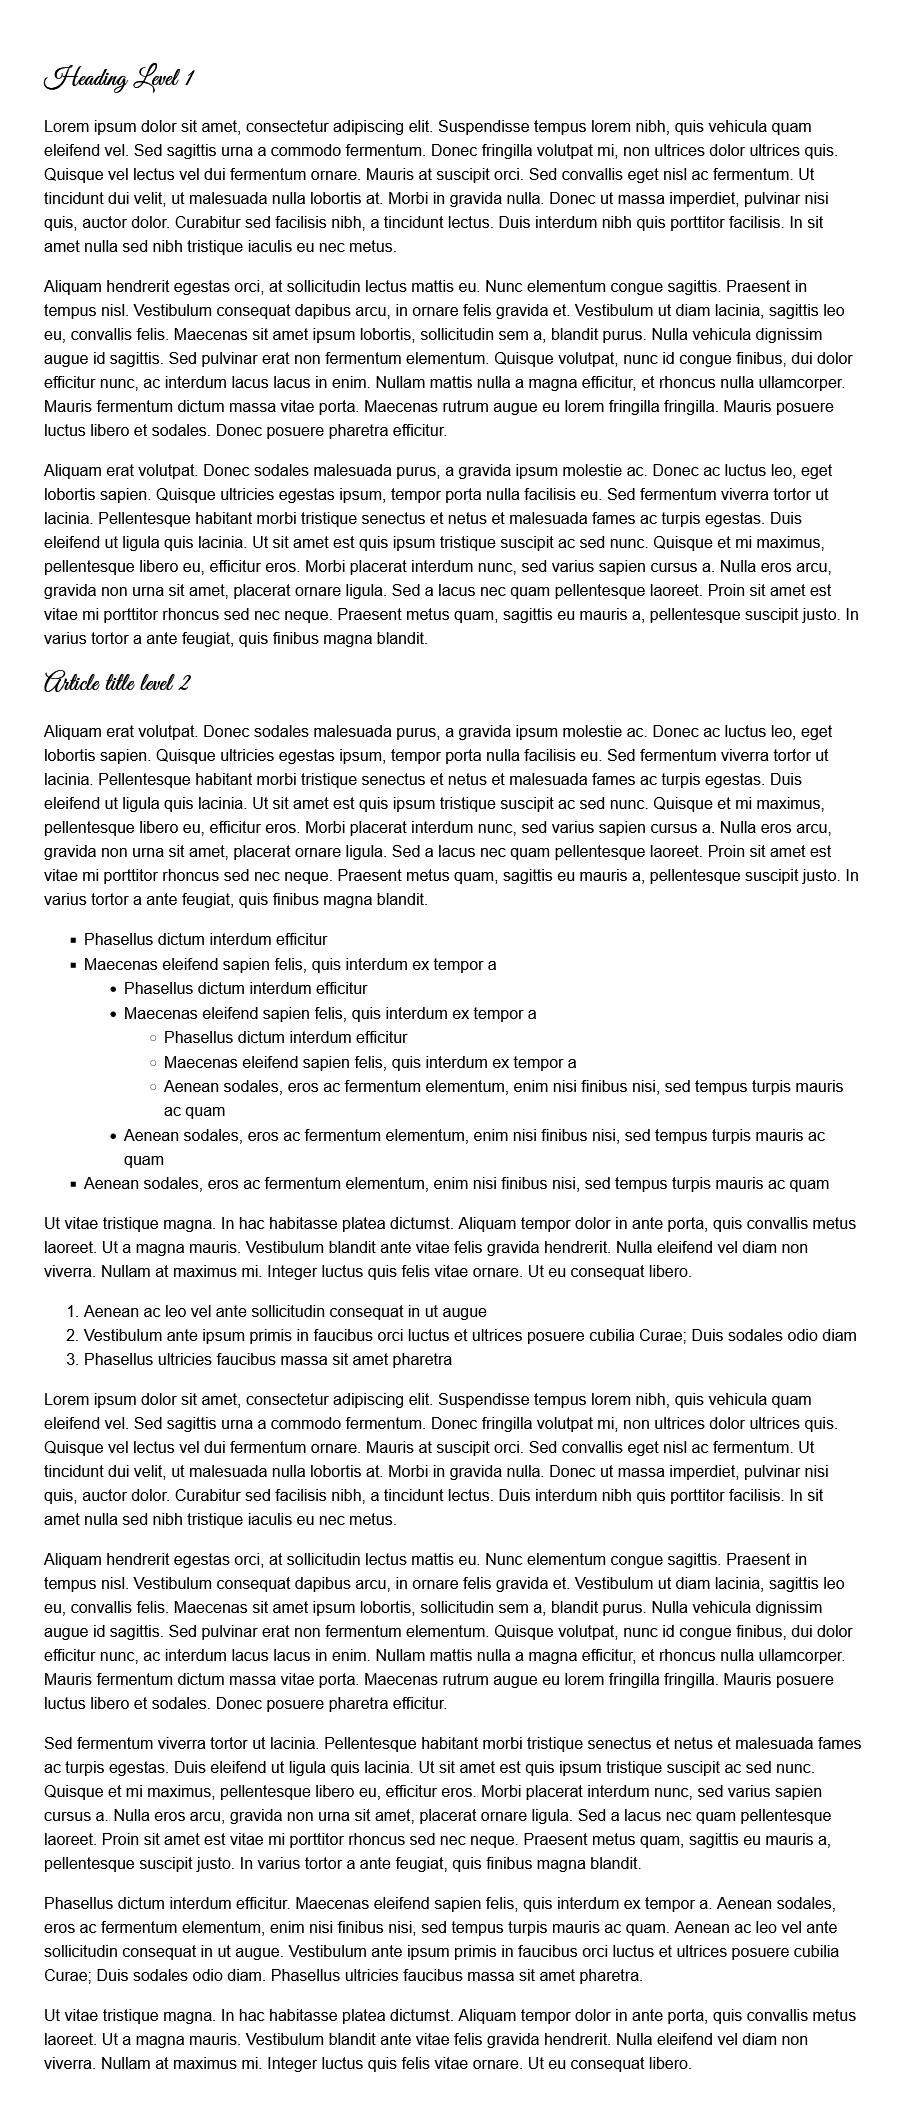 Heading Level 1
Lorem ipsum dolor sit amet, consectetur adipiscing elit. Suspendisse tempus lorem nibh, quis vehicula quam
eleifend vel. Sed sagittis urna a commodo fermentum. Donec fringilla volutpat mi, non ultrices dolor ultrices quis.
Quisque vel lectus vel dui fermentum ornare. Mauris at suscipit orci. Sed convallis eget nisl ac fermentum. Ut
tincidunt dui velit, ut malesuada nulla lobortis at. Morbi in gravida nulla. Donec ut massa imperdiet, pulvinar nisi
quis, auctor dolor. Curabitur sed facilisis nibh, a tincidunt lectus. Duis interdum nibh quis porttitor facilisis. In sit
amet nulla sed nibh tristique iaculis eu nec metus.
Aliquam hendrerit egestas orci, at sollicitudin lectus mattis eu. Nunc elementum congue sagittis. Praesent in
tempus nisl. Vestibulum consequat dapibus arcu, in ornare felis gravida et. Vestibulum ut diam lacinia, sagittis leo
eu, convallis felis. Maecenas sit amet ipsum lobortis, sollicitudin sem a, blandit purus. Nulla vehicula dignissim
augue id sagittis. Sed pulvinar erat non fermentum elementum. Quisque volutpat, nunc id congue finibus, dui dolor
efficitur nunc, ac interdum lacus lacus in enim. Nullam mattis nulla a magna efficitur, et rhoncus nulla ullamcorper.
Mauris fermentum dictum massa vitae porta. Maecenas rutrum augue eu lorem fringilla fringilla. Mauris posuere
luctus libero et sodales. Donec posuere pharetra efficitur.
Aliquam erat volutpat. Donec sodales malesuada purus, a gravida ipsum molestie ac. Donec ac luctus leo, eget
lobortis sapien. Quisque ultricies egestas ipsum, tempor porta nulla facilisis eu. Sed fermentum viverra tortor ut
lacinia. Pellentesque habitant morbi tristique senectus et netus et malesuada fames ac turpis egestas. Duis
eleifend ut ligula quis lacinia. Ut sit amet est quis ipsum tristique suscipit ac sed nunc. Quisque et mi maximus,
pellentesque libero eu, efficitur eros. Morbi placerat interdum nunc, sed varius sapien cursus a. Nulla eros arcu,
gravida non urna sit amet, placerat ornare ligula. Sed a lacus nec quam pellentesque laoreet. Proin sit amet est
vitae mi porttitor rhoncus sed nec neque. Praesent metus quam, sagittis eu mauris a, pellentesque suscipit justo. In
varius tortor a ante feugiat, quis finibus magna blandit.
Article title level 2
Aliquam erat volutpat. Donec sodales malesuada purus, a gravida ipsum molestie ac. Donec ac luctus leo, eget
lobortis sapien. Quisque ultricies egestas ipsum, tempor porta nulla facilisis eu. Sed fermentum viverra tortor ut
lacinia. Pellentesque habitant morbi tristique senectus et netus et malesuada fames ac turpis egestas. Duis
eleifend ut ligula quis lacinia. Ut sit amet est quis ipsum tristique suscipit ac sed nunc. Quisque et mi maximus,
pellentesque libero eu, efficitur eros. Morbi placerat interdum nunc, sed varius sapien cursus a. Nulla eros arcu,
gravida non urna sit amet, placerat ornare ligula. Sed a lacus nec quam pellentesque laoreet. Proin sit amet est
vitae mi porttitor rhoncus sed nec neque. Praesent metus quam, sagittis eu mauris a, pellentesque suscipit justo. In
varius tortor a ante feugiat, quis finibus magna blandit.
▪ Phasellus dictum interdum efficitur
▪ Maecenas eleifend sapien felis, quis interdum ex tempor a
• Phasellus dictum interdum efficitur
• Maecenas eleifend sapien felis, quis interdum ex tempor a
◦ Phasellus dictum interdum efficitur
◦ Maecenas eleifend sapien felis, quis interdum ex tempor a
◦ Aenean sodales, eros ac fermentum elementum, enim nisi finibus nisi, sed tempus turpis mauris
ac quam
• Aenean sodales, eros ac fermentum elementum, enim nisi finibus nisi, sed tempus turpis mauris ac
quam
▪ Aenean sodales, eros ac fermentum elementum, enim nisi finibus nisi, sed tempus turpis mauris ac quam
Ut vitae tristique magna. In hac habitasse platea dictumst. Aliquam tempor dolor in ante porta, quis convallis metus
laoreet. Ut a magna mauris. Vestibulum blandit ante vitae felis gravida hendrerit. Nulla eleifend vel diam non
viverra. Nullam at maximus mi. Integer luctus quis felis vitae ornare. Ut eu consequat libero.
1. Aenean ac leo vel ante sollicitudin consequat in ut augue
2. Vestibulum ante ipsum primis in faucibus orci luctus et ultrices posuere cubilia Curae; Duis sodales odio diam
3. Phasellus ultricies faucibus massa sit amet pharetra
Lorem ipsum dolor sit amet, consectetur adipiscing elit. Suspendisse tempus lorem nibh, quis vehicula quam
eleifend vel. Sed sagittis urna a commodo fermentum. Donec fringilla volutpat mi, non ultrices dolor ultrices quis.
Quisque vel lectus vel dui fermentum ornare. Mauris at suscipit orci. Sed convallis eget nisl ac fermentum. Ut
tincidunt dui velit, ut malesuada nulla lobortis at. Morbi in gravida nulla. Donec ut massa imperdiet, pulvinar nisi
quis, auctor dolor. Curabitur sed facilisis nibh, a tincidunt lectus. Duis interdum nibh quis porttitor facilisis. In sit
amet nulla sed nibh tristique iaculis eu nec metus.
Aliquam hendrerit egestas orci, at sollicitudin lectus mattis eu. Nunc elementum congue sagittis. Praesent in
tempus nisl. Vestibulum consequat dapibus arcu, in ornare felis gravida et. Vestibulum ut diam lacinia, sagittis leo
eu, convallis felis. Maecenas sit amet ipsum lobortis, sollicitudin sem a, blandit purus. Nulla vehicula dignissim
augue id sagittis. Sed pulvinar erat non fermentum elementum. Quisque volutpat, nunc id congue finibus, dui dolor
efficitur nunc, ac interdum lacus lacus in enim. Nullam mattis nulla a magna efficitur, et rhoncus nulla ullamcorper.
Mauris fermentum dictum massa vitae porta. Maecenas rutrum augue eu lorem fringilla fringilla. Mauris posuere
luctus libero et sodales. Donec posuere pharetra efficitur.
Sed fermentum viverra tortor ut lacinia. Pellentesque habitant morbi tristique senectus et netus et malesuada fames
ac turpis egestas. Duis eleifend ut ligula quis lacinia. Ut sit amet est quis ipsum tristique suscipit ac sed nunc.
Quisque et mi maximus, pellentesque libero eu, efficitur eros. Morbi placerat interdum nunc, sed varius sapien
cursus a. Nulla eros arcu, gravida non urna sit amet, placerat ornare ligula. Sed a lacus nec quam pellentesque
laoreet. Proin sit amet est vitae mi porttitor rhoncus sed nec neque. Praesent metus quam, sagittis eu mauris a,
pellentesque suscipit justo. In varius tortor a ante feugiat, quis finibus magna blandit.
Phasellus dictum interdum efficitur. Maecenas eleifend sapien felis, quis interdum ex tempor a. Aenean sodales,
eros ac fermentum elementum, enim nisi finibus nisi, sed tempus turpis mauris ac quam. Aenean ac leo vel ante
sollicitudin consequat in ut augue. Vestibulum ante ipsum primis in faucibus orci luctus et ultrices posuere cubilia
Curae; Duis sodales odio diam. Phasellus ultricies faucibus massa sit amet pharetra.
Ut vitae tristique magna. In hac habitasse platea dictumst. Aliquam tempor dolor in ante porta, quis convallis metus
laoreet. Ut a magna mauris. Vestibulum blandit ante vitae felis gravida hendrerit. Nulla eleifend vel diam non
viverra. Nullam at maximus mi. Integer luctus quis felis vitae ornare. Ut eu consequat libero.